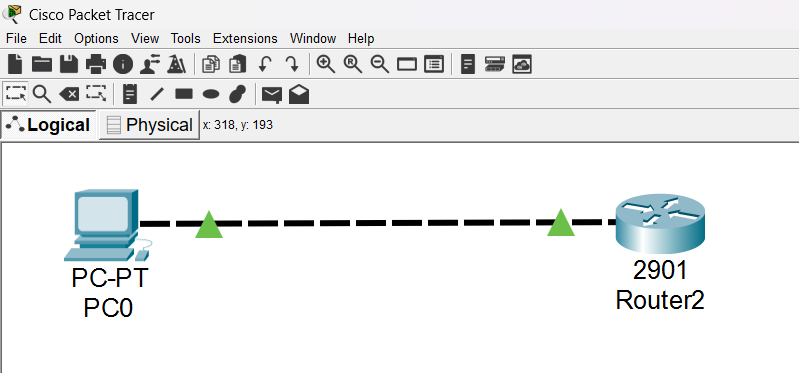 Cisco Packet Tracer
File Edit Options View Tools Extensions Window Help
Logical Physical x: 318, y: 193
PC-PT
PC0
2901
Router2